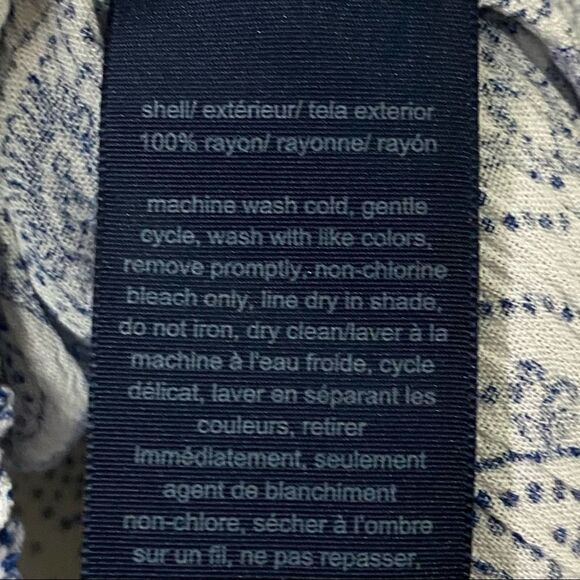 shell/ extérieur/ tela exterior
100% rayon/ rayonne/ rayón
machine wash cold, gentle
cycle, wash with like colors,
remove promptly, non-chlorine
bleach only, line dry in shade,
do not iron, dry clean/laver à la
machine à l'eau froide, cycle
délicat, laver en séparant les
couleurs, retirer
immédiatement, seulement
agent de blanchiment
non-chlore, sécher à l'ombre
sur un fil, ne pas repasser,